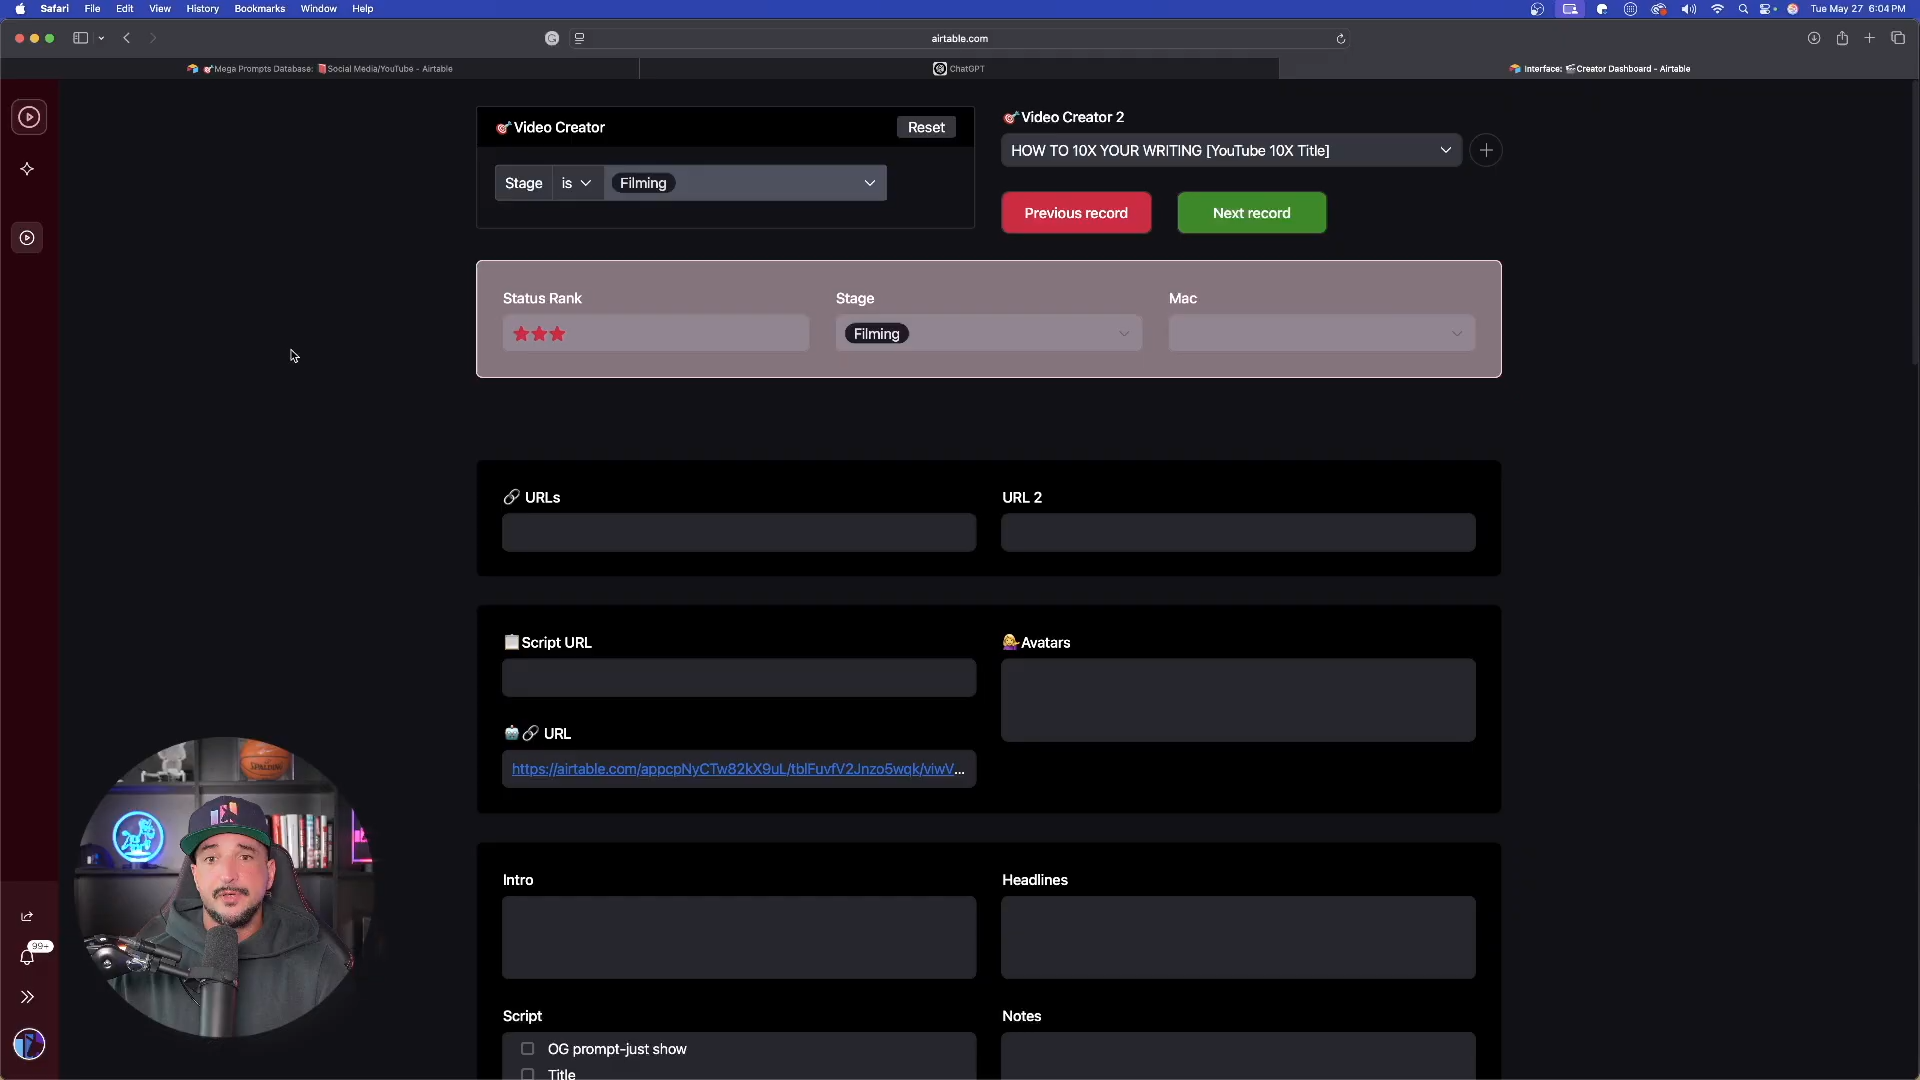 Safari File Edit View History Bookmarks Window Help
Tue May 27 6:04 PM
airtable.com
🎯Mega Prompts Database: 📕Social Media/YouTube - Airtable
ChatGPT
Interface: 🎬Creator Dashboard - Airtable
🎯Video Creator
Reset
🎯Video Creator 2
HOW TO 10X YOUR WRITING [YouTube 10X Title]
Stage is Filming
Previous record
Next record
Status Rank
Stage
Mac
Filming
🔗 URLs
URL 2
📋Script URL
💁‍♀️Avatars
🤖🔗 URL
https://airtable.com/appcpNyCTw82kX9uL/tblFuvfV2Jnzo5wqk/viwV...
Intro
Headlines
99+
Script
Notes
OG prompt-just show
Title
SPALDING